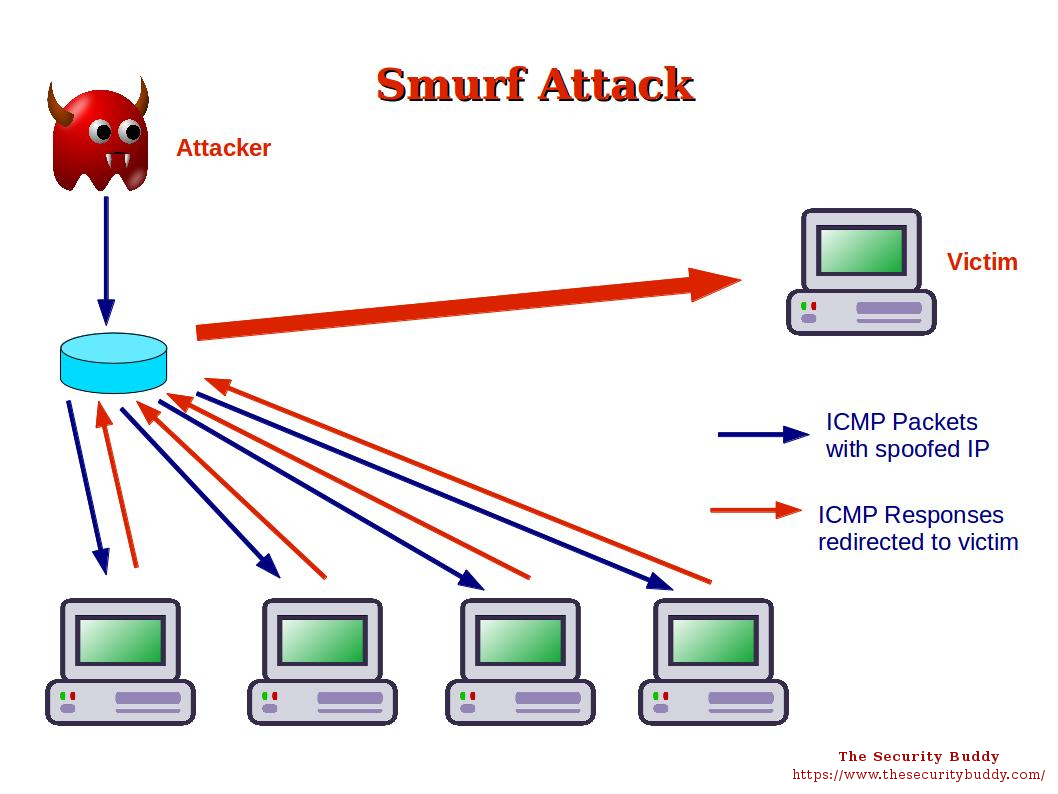 Smurf Attack
Attacker
Victim
ICMP Packets
with spoofed IP
ICMP Responses
redirected to victim
The Security Buddy
https://www.thesecuritybuddy.com/